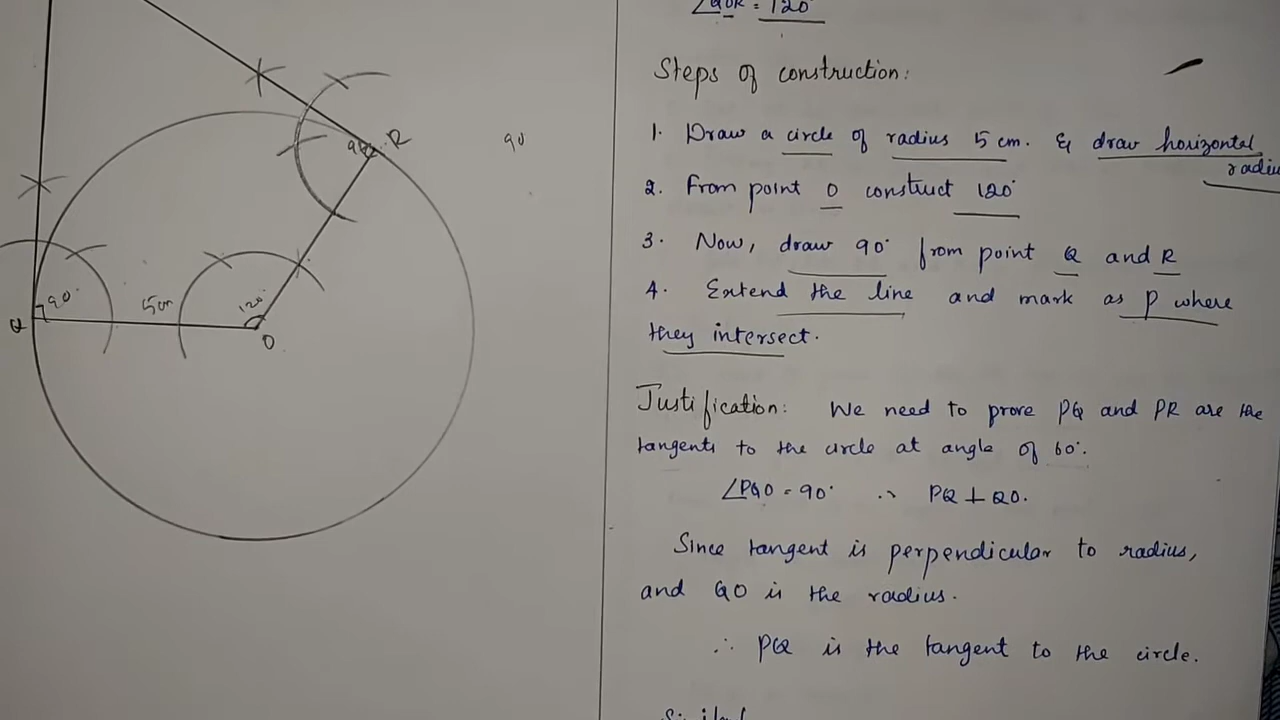 ∠QOR = 120°
Steps of construction:
1. Draw a circle of radius 5 cm. & draw horizontal
radius
2. From point O construct 120°
3. Now, draw 90° from point Q and R
4. Extend the line and mark as P where
they intersect.
Justification: We need to prove PQ and PR are the
tangents to the circle at angle of 60°.
∠PQO = 90° ∴ PQ ⊥ QO.
Since tangent is perpendicular to radius,
and QO is the radius.
∴ PQ is the tangent to the circle.
R
90
90°
5cm
120°
Q
O